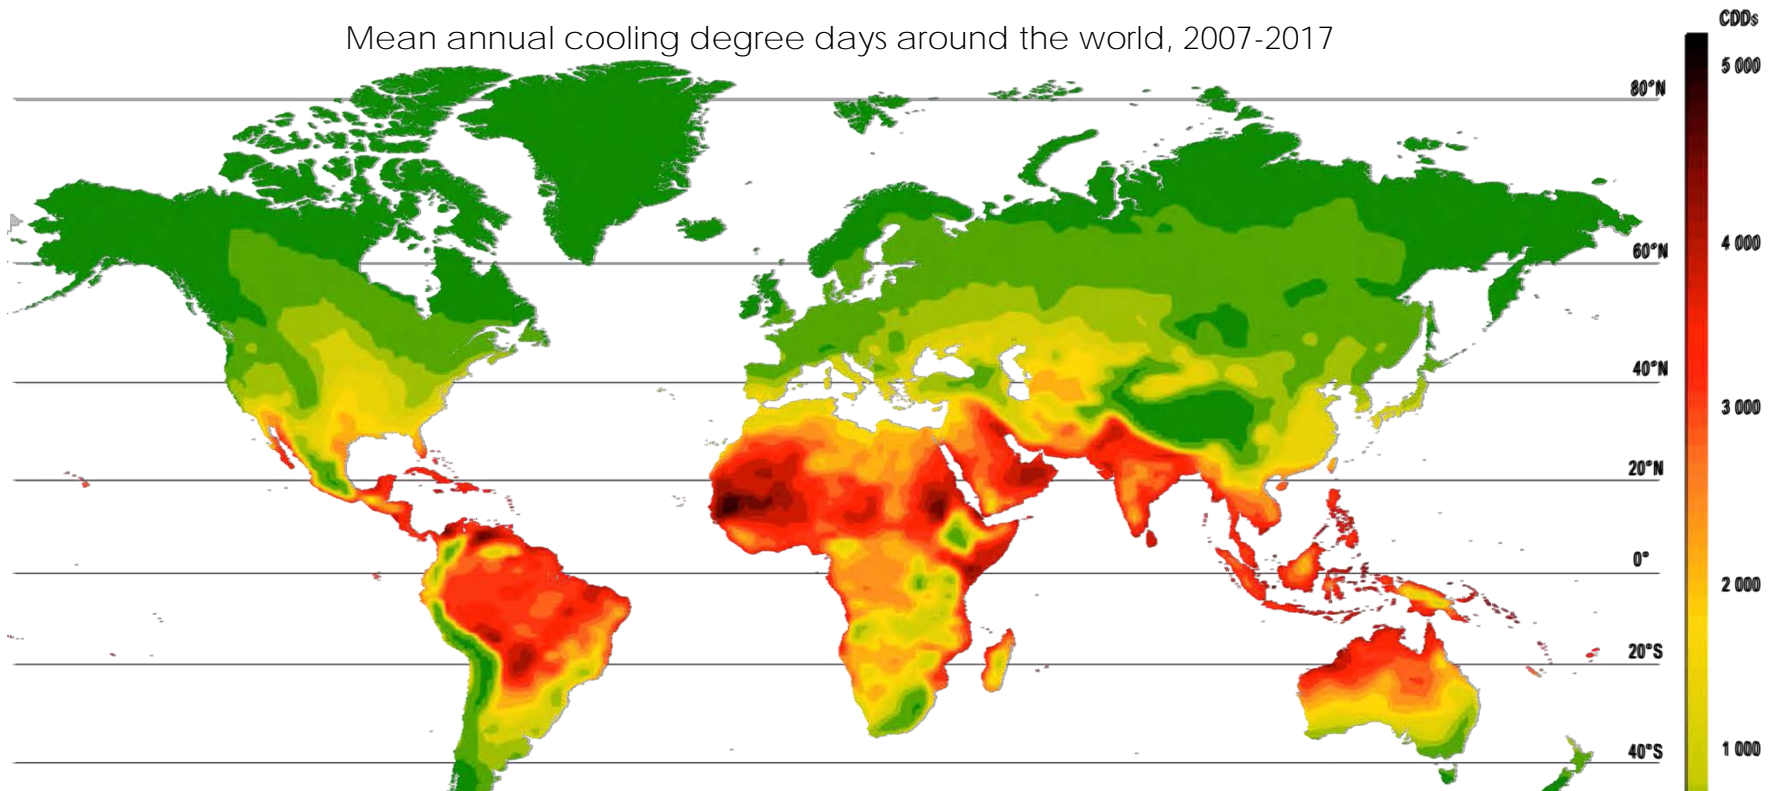 Mean annual cooling degree days around the world, 2007-2017
CDDs
5 000
80°N
4 000
60°N
40°N
3 000
20°N
0°
2 000
20°S
40°S
1 000